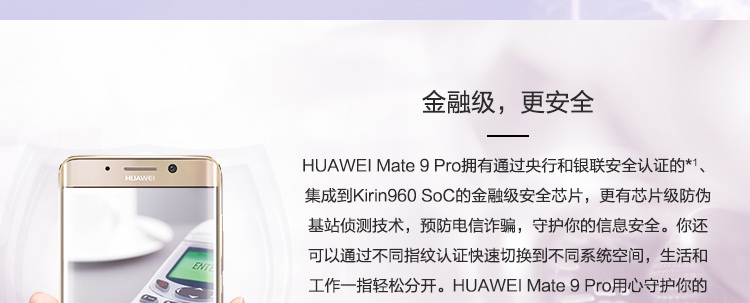 金融级，更安全
HUAWEI Mate 9 Pro拥有通过央行和银联安全认证的*1、
集成到Kirin960 SoC的金融级安全芯片，更有芯片级防伪
基站侦测技术，预防电信诈骗，守护你的信息安全。你还
可以通过不同指纹认证快速切换到不同系统空间，生活和
工作一指轻松分开。HUAWEI Mate 9 Pro用心守护你的
HUAWEI